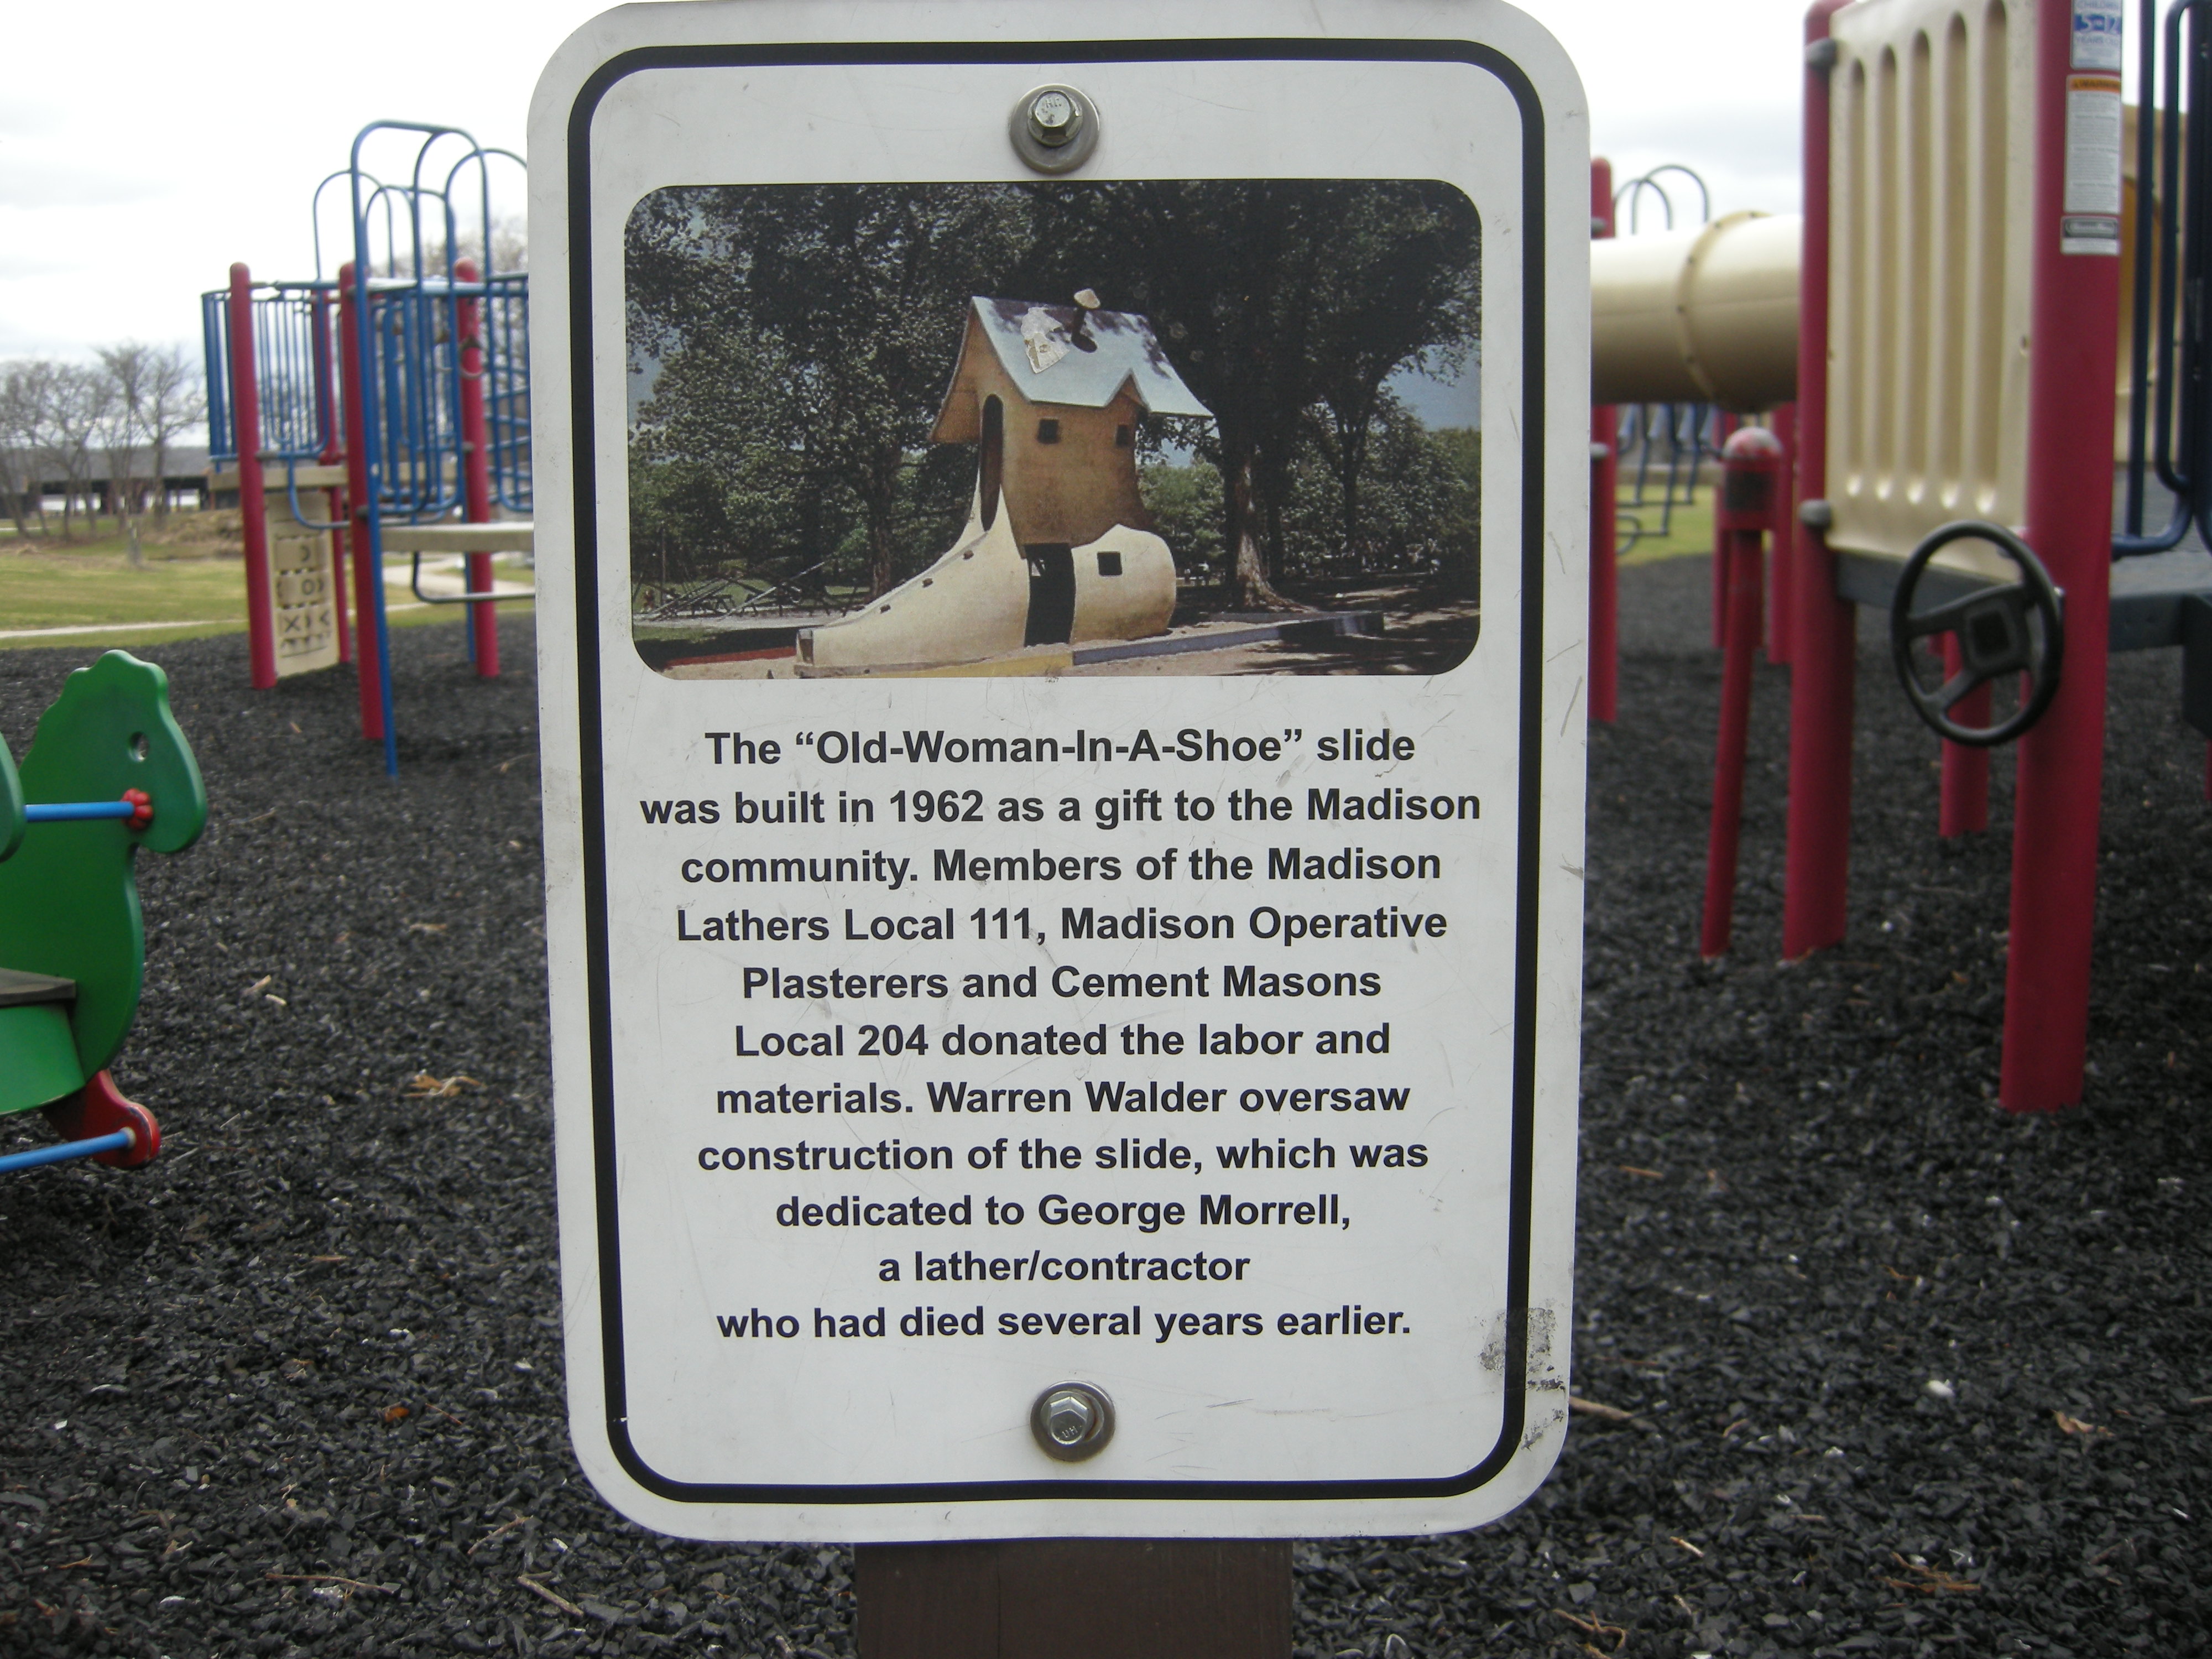 The “Old-Woman-In-A-Shoe” slide
was built in 1962 as a gift to the Madison
community. Members of the Madison
Lathers Local 111, Madison Operative
Plasterers and Cement Masons
Local 204 donated the labor and
materials. Warren Walder oversaw
construction of the slide, which was
dedicated to George Morrell,
a lather/contractor
who had died several years earlier.
5-12